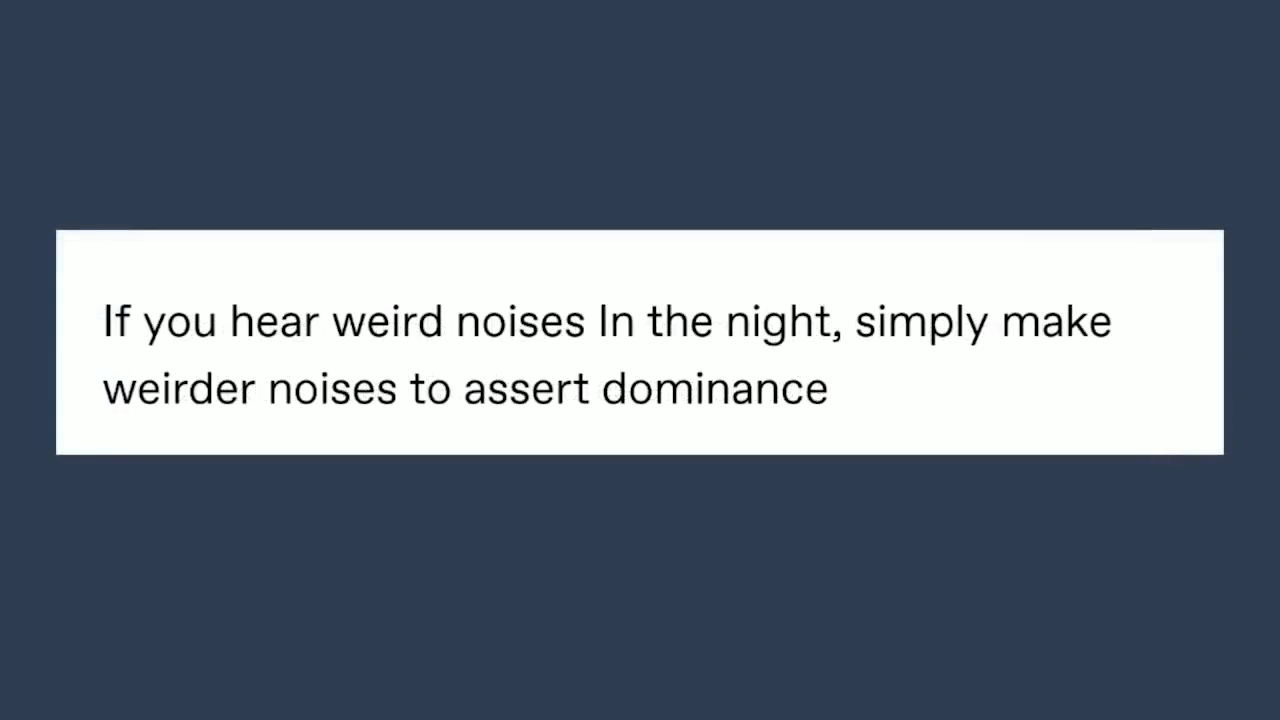 If you hear weird noises In the night, simply make
weirder noises to assert dominance